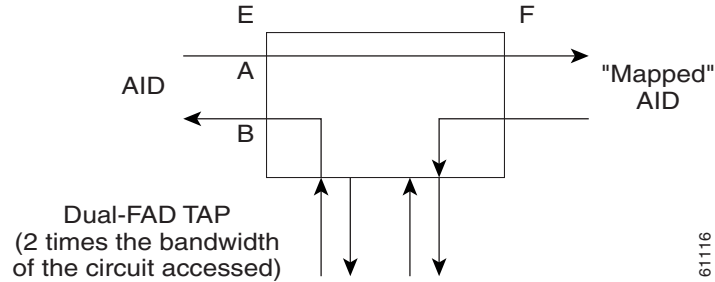 E
F
A
AID
"Mapped"
AID
B
Dual-FAD TAP
(2 times the bandwidth
of the circuit accessed)
61116